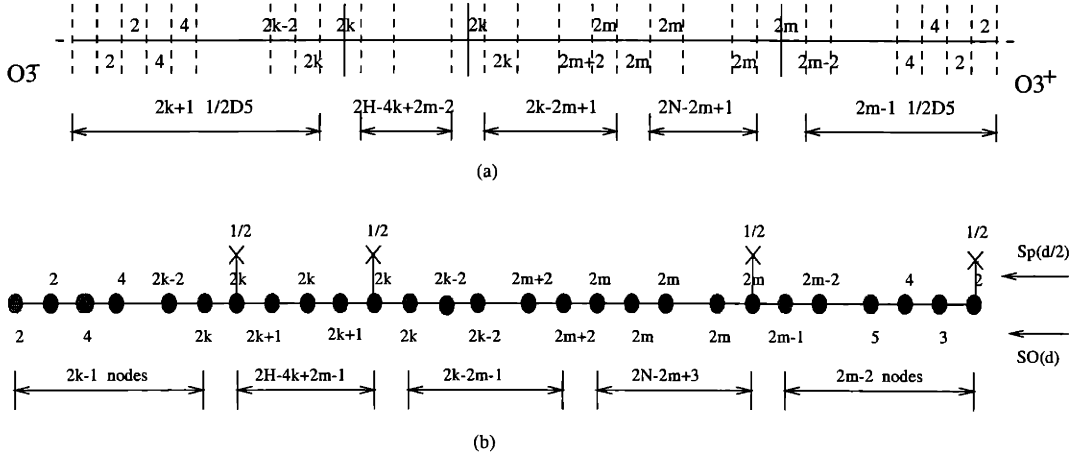 2 4 2k-2 2k 2k 2m 2m 2m 4 2
O3⁻ 2 4 2k 2k 2m+2 2m 2m 2m-2 4 2 O3⁺
2k+1 1/2D5 2H-4k+2m-2 2k-2m+1 2N-2m+1 2m-1 1/2D5
(a)
1/2 1/2 1/2 1/2
Sp(d/2)
2 4 2k-2 2k 2k 2k 2k-2 2m+2 2m 2m 2m 2m-2 4 2
2 4 2k 2k+1 2k+1 2k 2k-2 2m+2 2m 2m 2m-1 5 3 SO(d)
2k-1 nodes 2H-4k+2m-1 2k-2m-1 2N-2m+3 2m-2 nodes
(b)